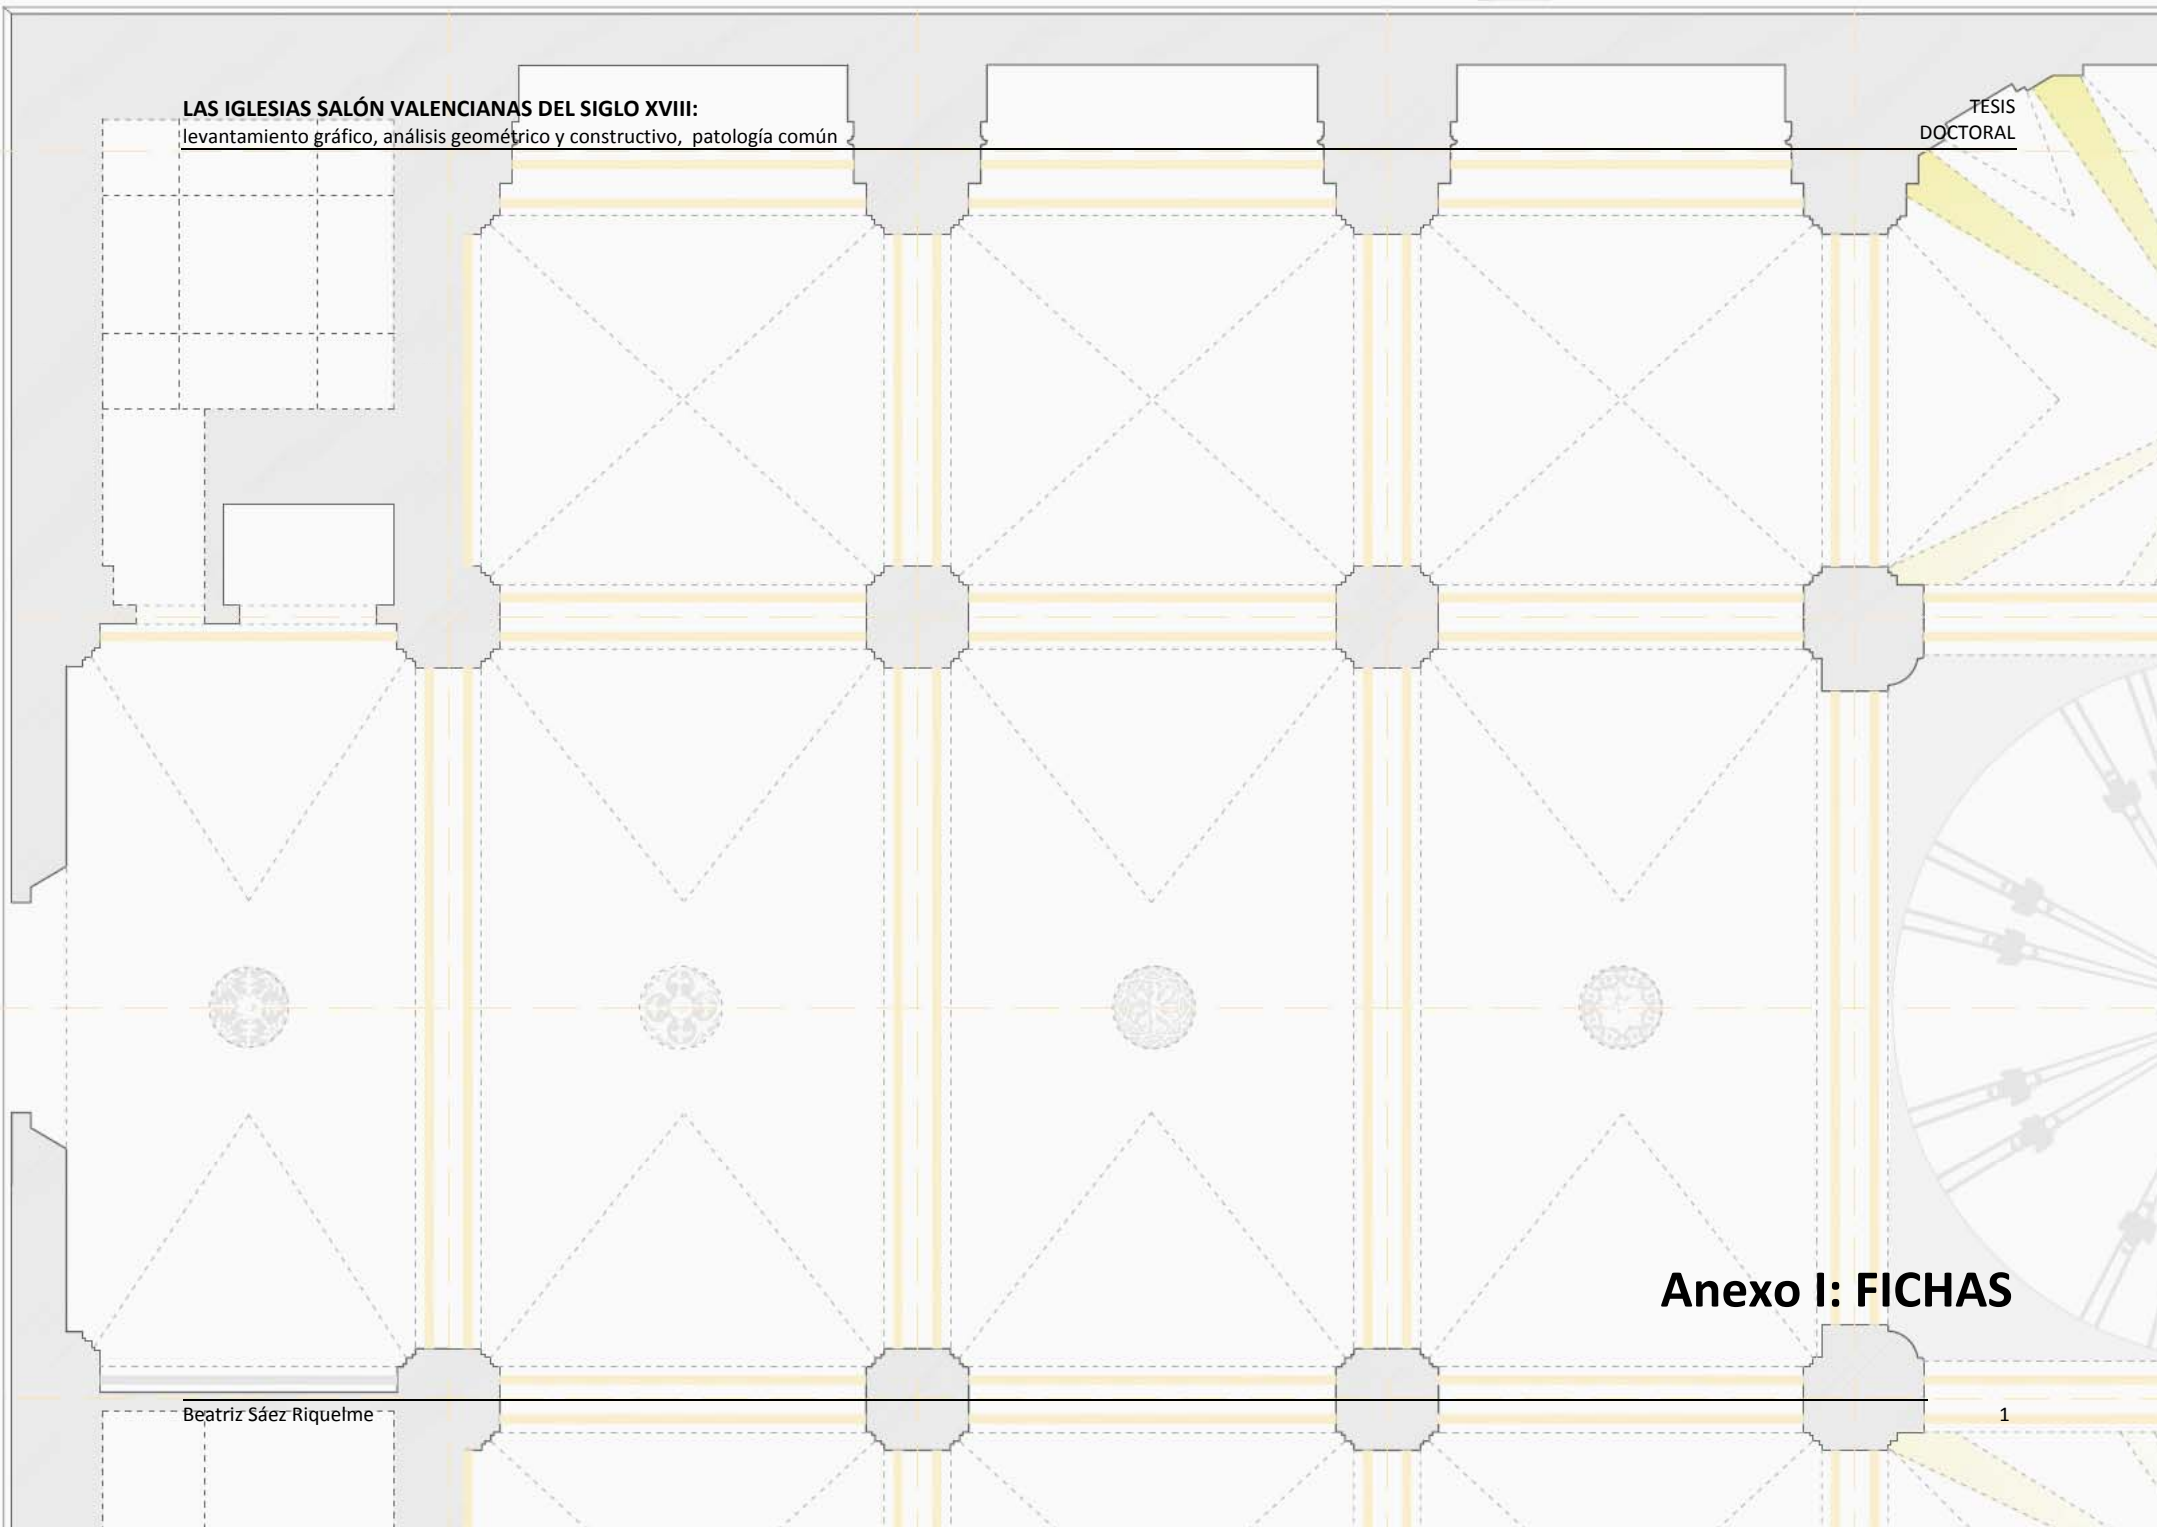 LAS IGLESIAS SALÓN VALENCIANAS DEL SIGLO XVIII:
levantamiento gráfico, análisis geométrico y constructivo, patología común
TESIS
DOCTORAL
Anexo I: FICHAS
Beatriz Sáez Riquelme
1